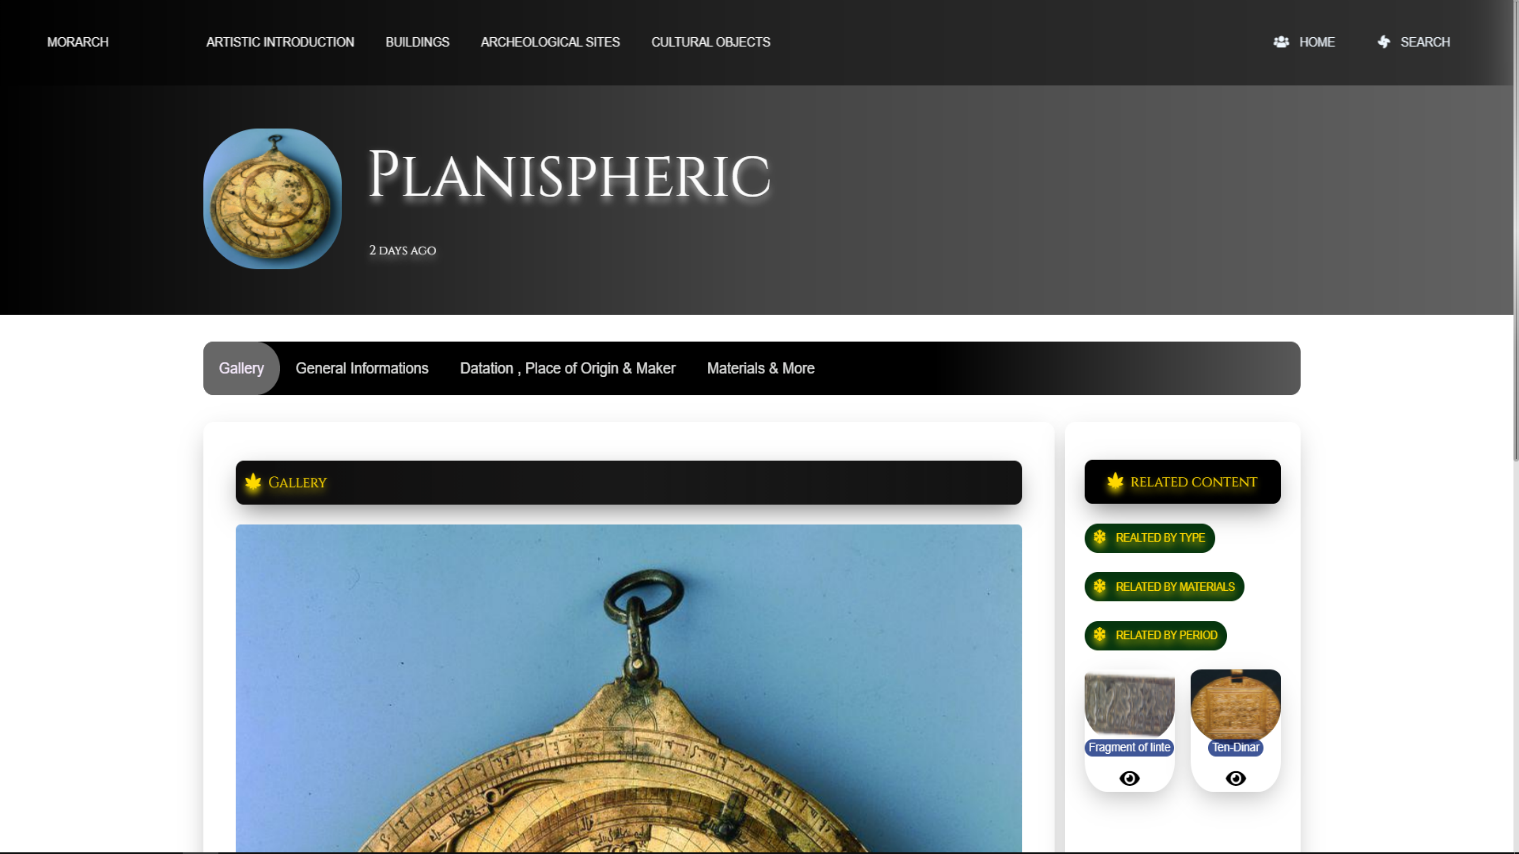 MORARCH
ARTISTIC INTRODUCTION
BUILDINGS
ARCHEOLOGICAL SITES
CULTURAL OBJECTS
HOME
SEARCH
Planispheric
2 days ago
Gallery
General Informations
Datation , Place of Origin & Maker
Materials & More
Gallery
related content
REALTED BY TYPE
RELATED BY MATERIALS
RELATED BY PERIOD
Fragment of linte
Ten-Dinar